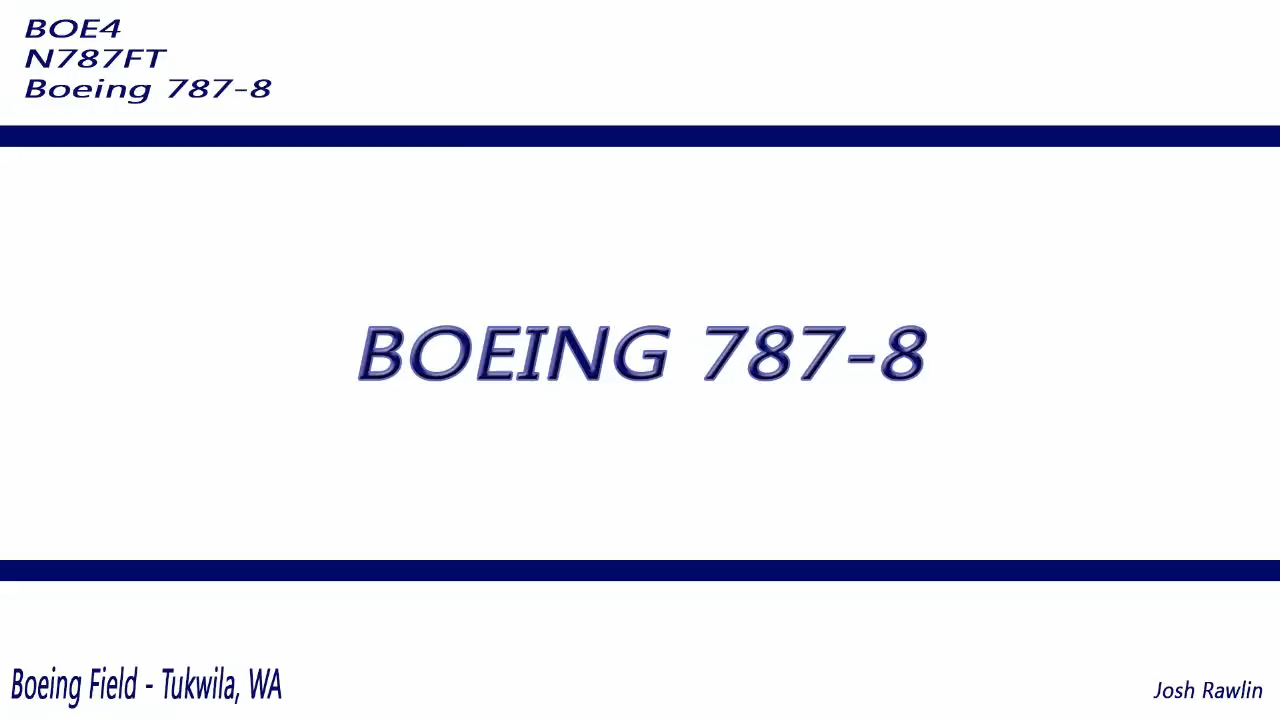 BOE4
N787FT
Boeing 787-8
BOEING 787-8
Boeing Field - Tukwila, WA
Josh Rawlin